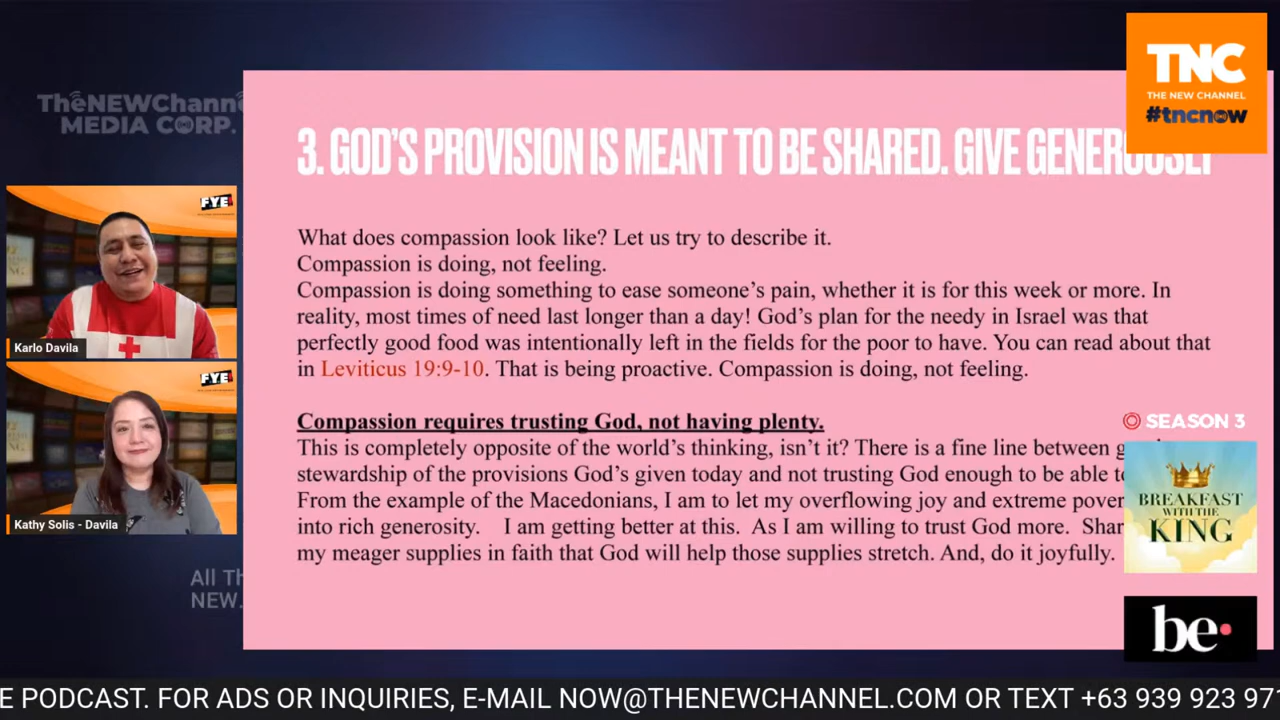 TheNEWChann
MEDIA CORP.
TNC
THE NEW CHANNEL
#tncnow
3. GOD'S PROVISION IS MEANT TO BE SHARED. GIVE GENEROUSLY
What does compassion look like? Let us try to describe it.
Compassion is doing, not feeling.
Compassion is doing something to ease someone's pain, whether it is for this week or more. In
reality, most times of need last longer than a day! God's plan for the needy in Israel was that
perfectly good food was intentionally left in the fields for the poor to have. You can read about that
in Leviticus 19:9-10. That is being proactive. Compassion is doing, not feeling.
Compassion requires trusting God, not having plenty.
This is completely opposite of the world's thinking, isn't it? There is a fine line between
stewardship of the provisions God's given today and not trusting God enough to be able
From the example of the Macedonians, I am to let my overflowing joy and extreme pover
into rich generosity. I am getting better at this. As I am willing to trust God more. Shar
my meager supplies in faith that God will help those supplies stretch. And, do it joyfully.
FYE!
Karlo Davila
FYE!
Kathy Solis - Davila
All Th
NEW.
SEASON 3
BREAKFAST
WITH THE
KING
be.
E PODCAST. FOR ADS OR INQUIRIES, E-MAIL NOW@THENEWCHANNEL.COM OR TEXT +63 939 923 97